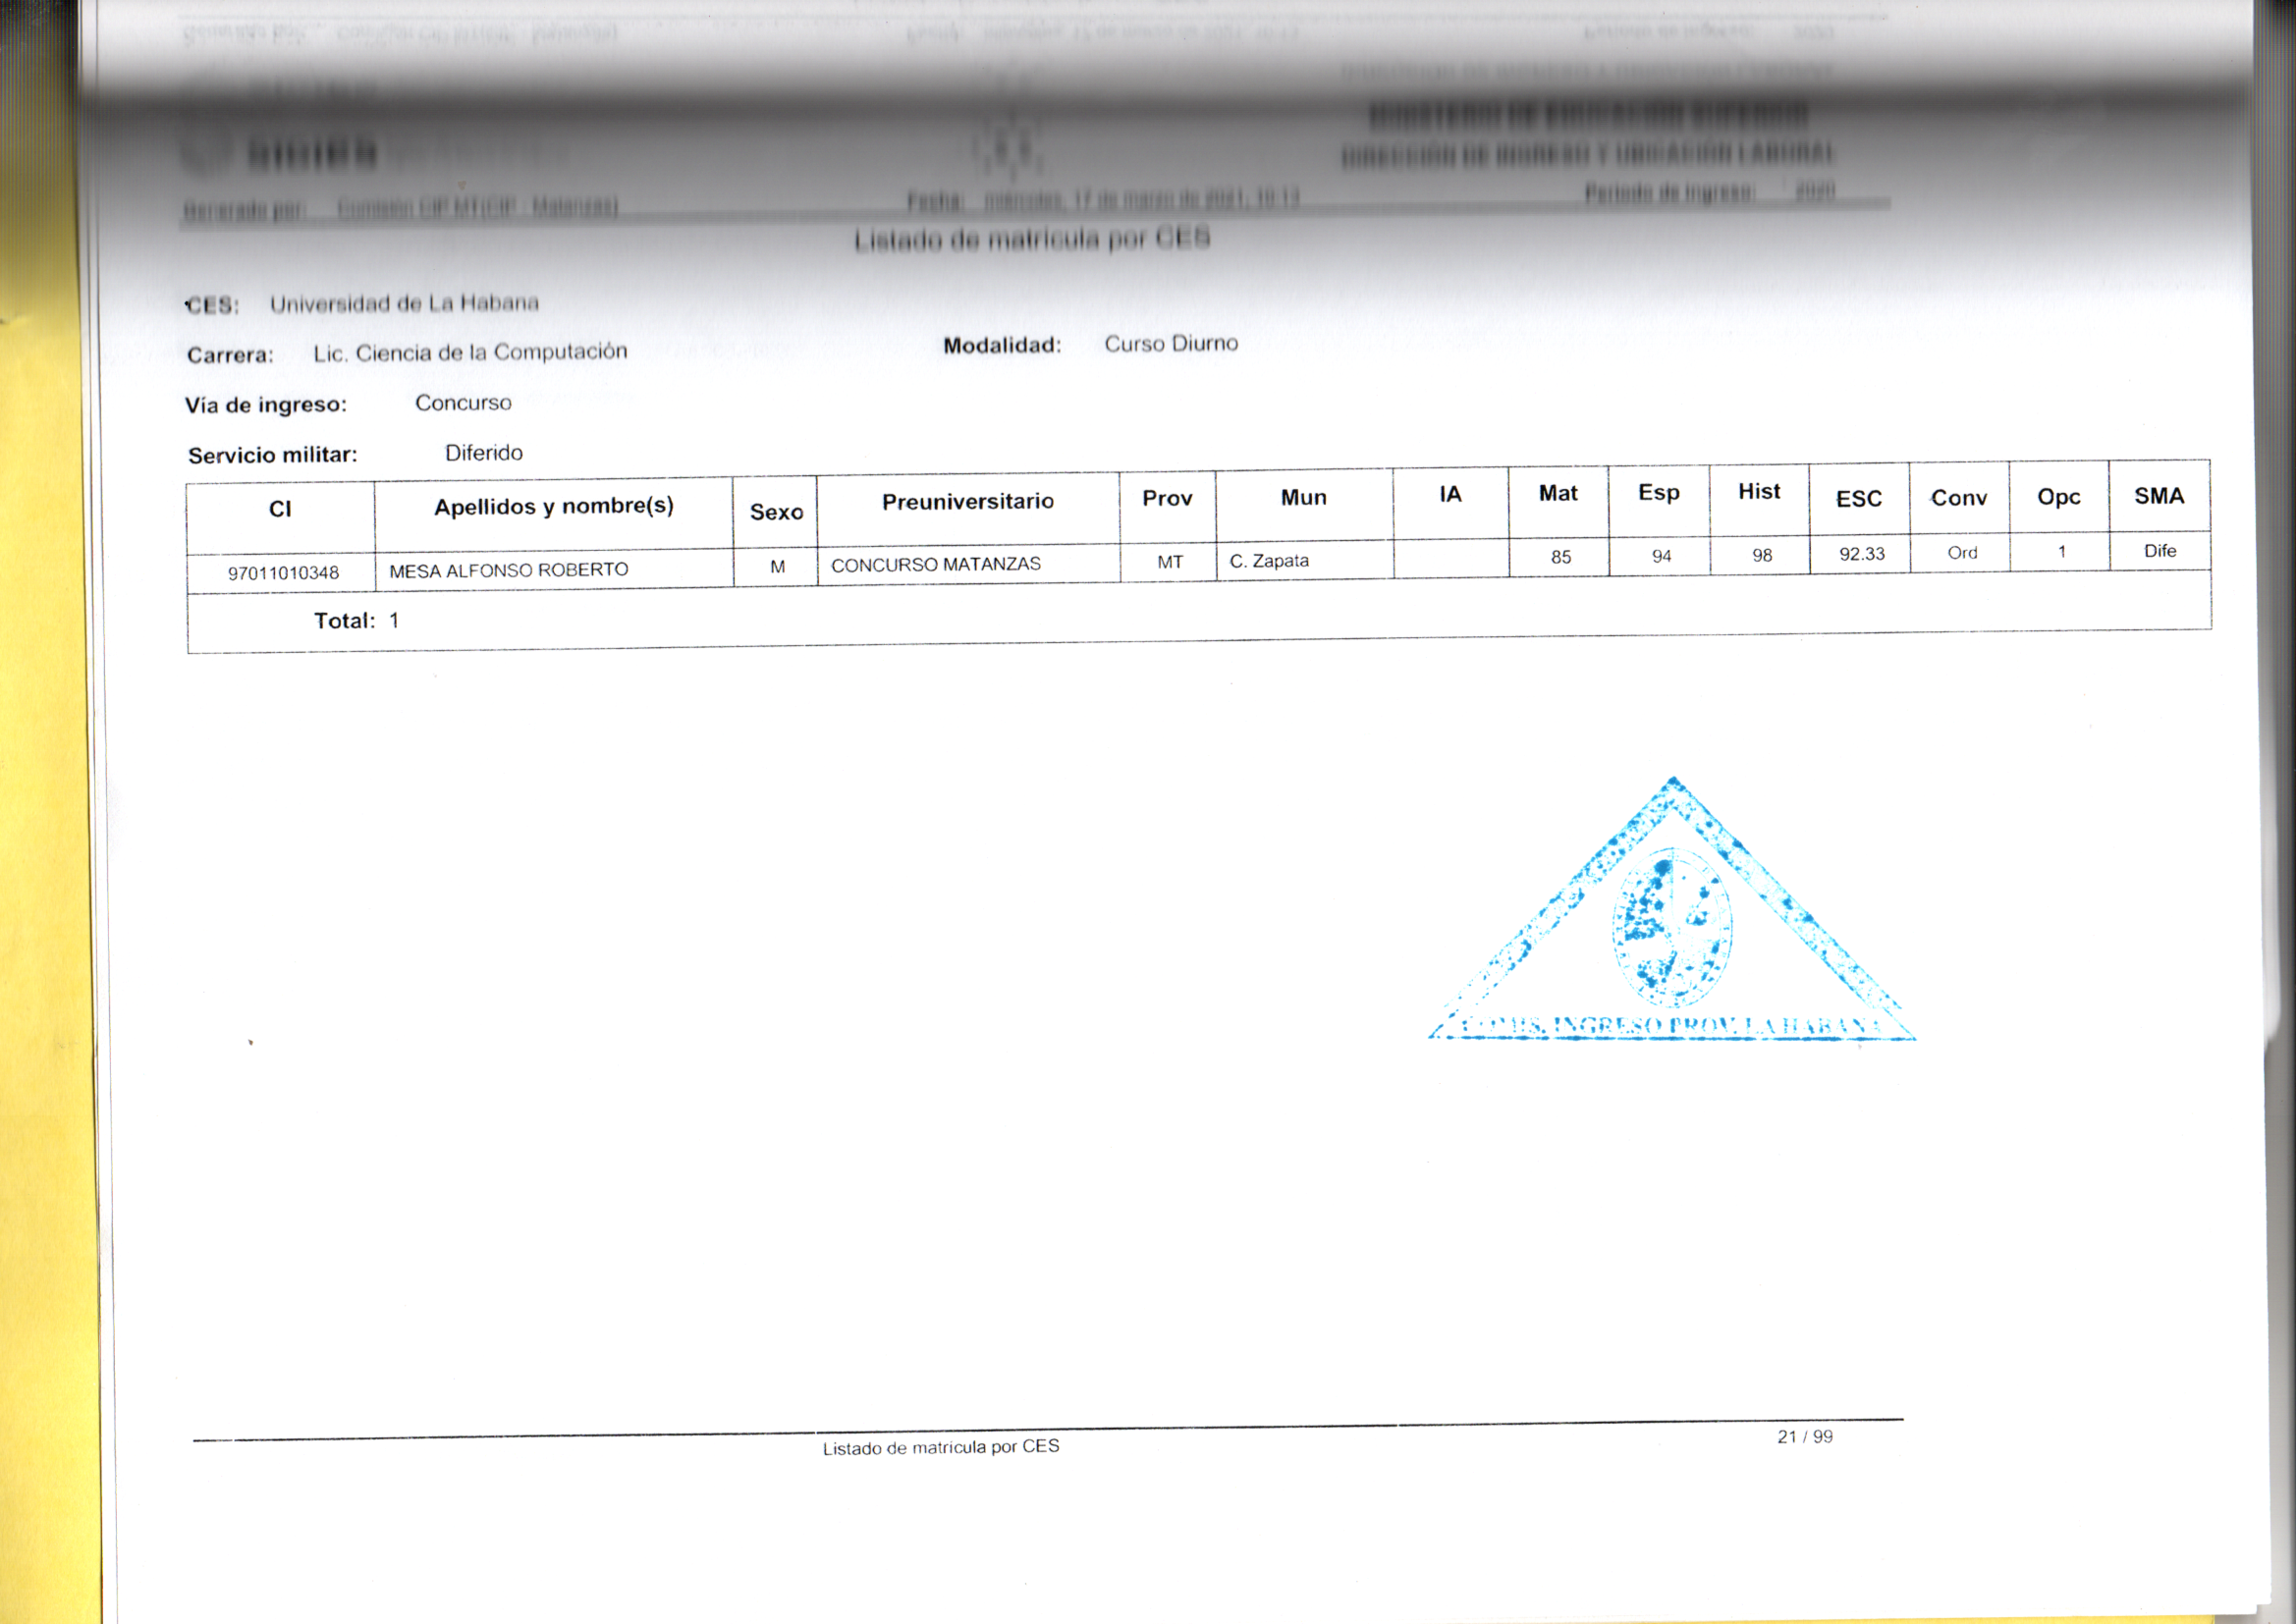 MINISTERIO DE EDUCACIÓN SUPERIOR
DIRECCIÓN DE INGRESO Y UBICACIÓN LABORAL
Generado por: Comisión CIP MT(CIP - Matanzas) Fecha: miércoles, 17 de marzo de 2021, 10:13 Periodo de ingreso: 2020
Listado de matricula por CES
CES: Universidad de La Habana
Carrera: Lic. Ciencia de la Computación Modalidad: Curso Diurno
Vía de ingreso: Concurso
Servicio militar: Diferido
CI Apellidos y nombre(s) Sexo Preuniversitario Prov Mun IA Mat Esp Hist ESC Conv Opc SMA
97011010348 MESA ALFONSO ROBERTO M CONCURSO MATANZAS MT C. Zapata 85 94 98 92.33 Ord 1 Dife
Total: 1
INGRESO PROV. LA HABANA
Listado de matricula por CES 21 / 99